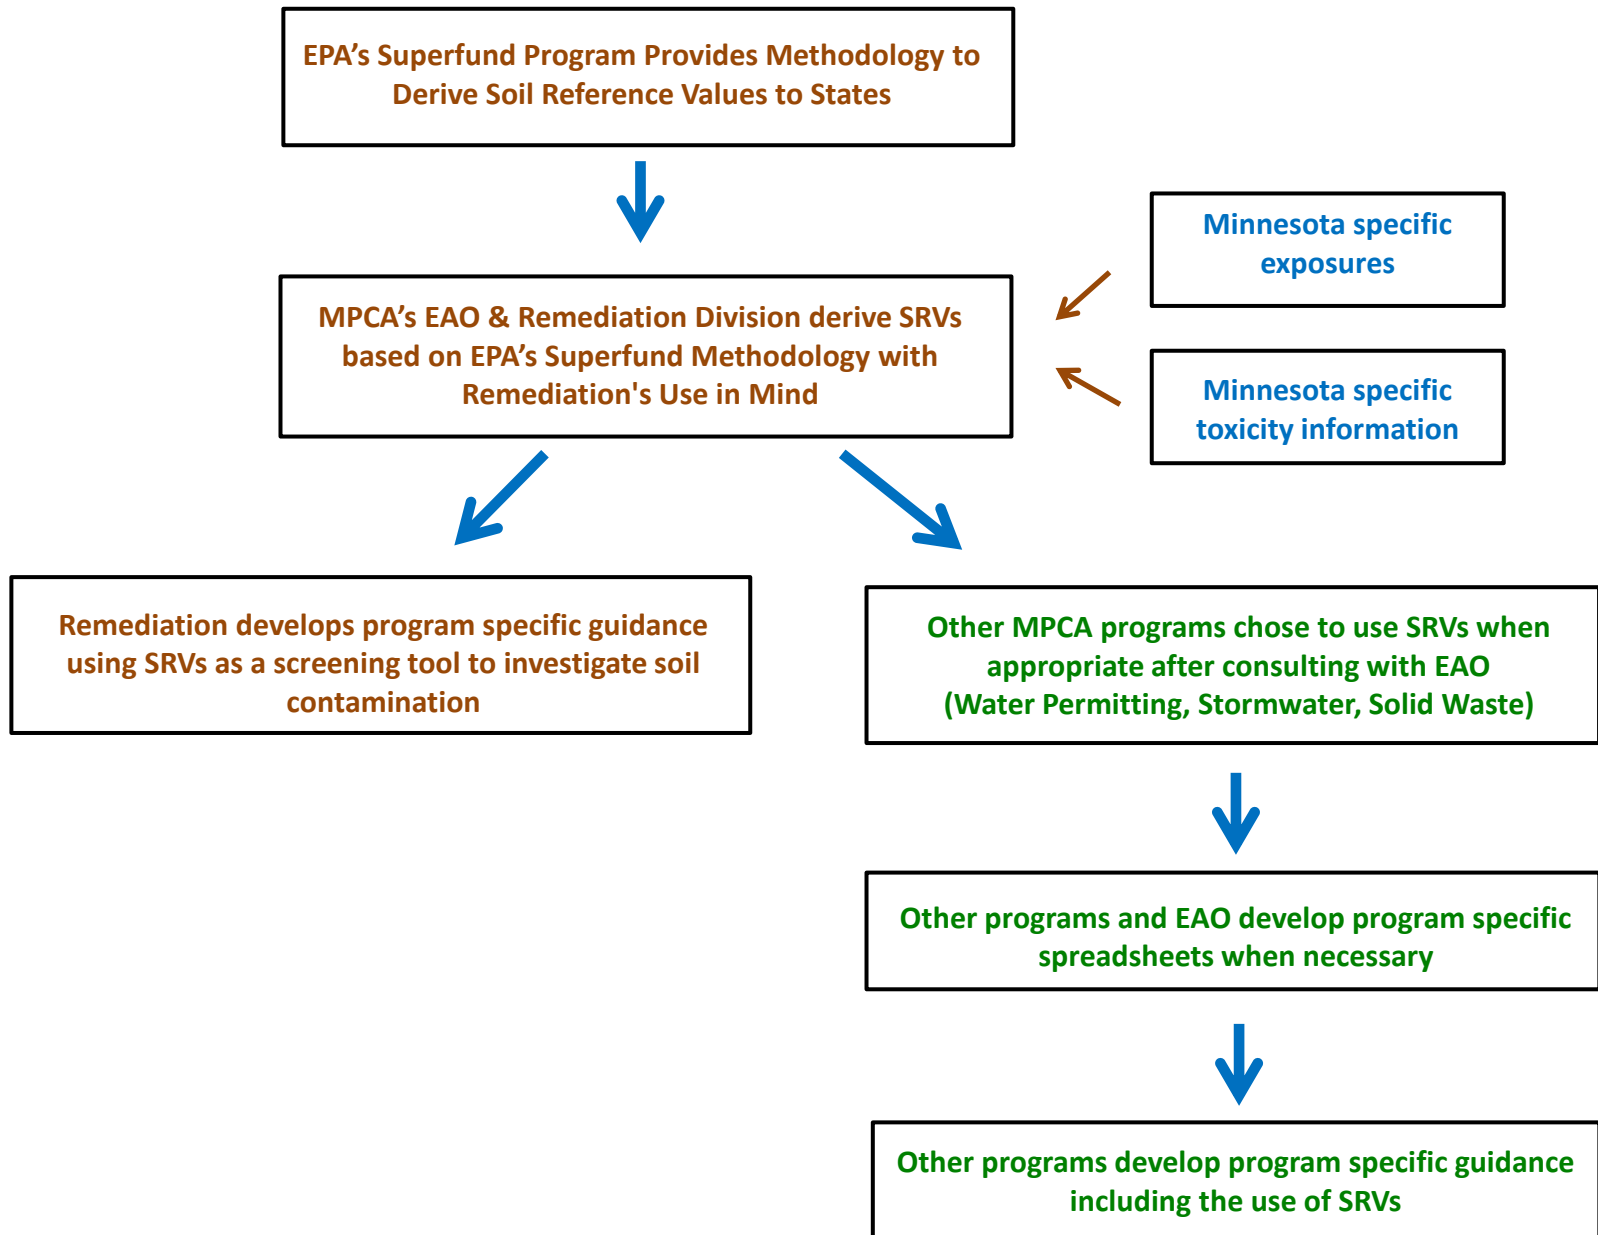 EPA’s Superfund Program Provides Methodology to
Derive Soil Reference Values to States
Minnesota specific
exposures
MPCA’s EAO & Remediation Division derive SRVs
based on EPA’s Superfund Methodology with
Remediation's Use in Mind
Minnesota specific
toxicity information
Remediation develops program specific guidance
using SRVs as a screening tool to investigate soil
contamination
Other MPCA programs chose to use SRVs when
appropriate after consulting with EAO
(Water Permitting, Stormwater, Solid Waste)
Other programs and EAO develop program specific
spreadsheets when necessary
Other programs develop program specific guidance
including the use of SRVs